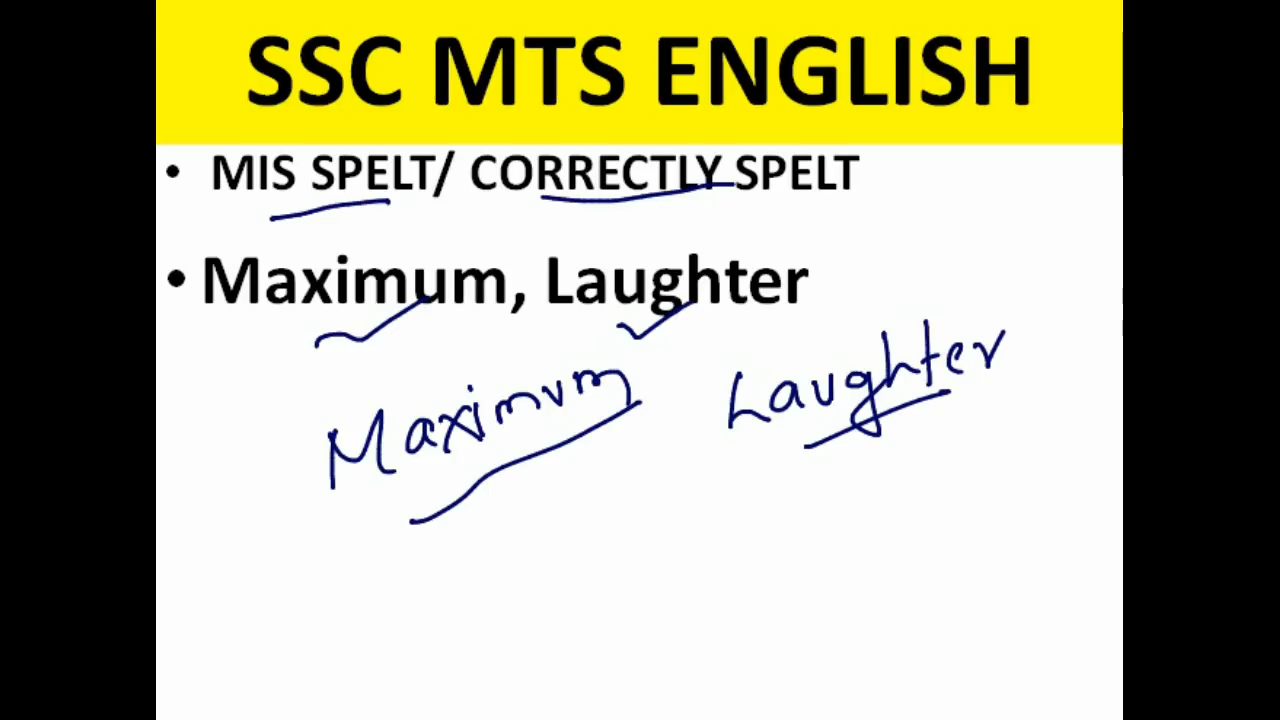 SSC MTS ENGLISH
• MIS SPELT/ CORRECTLY SPELT
• Maximum, Laughter
Maximum Laughter